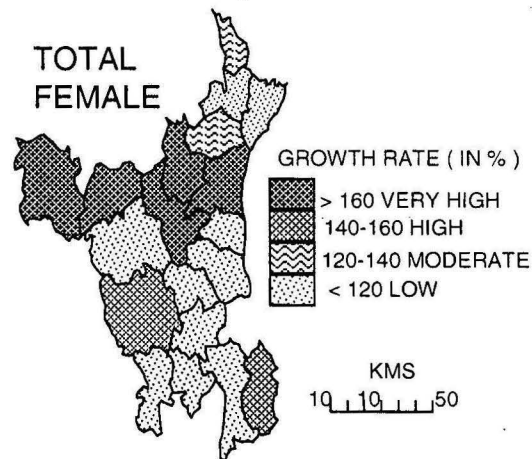 TOTAL
FEMALE
GROWTH RATE ( IN % )
> 160 VERY HIGH
140-160 HIGH
120-140 MODERATE
< 120 LOW
KMS
10 10 50